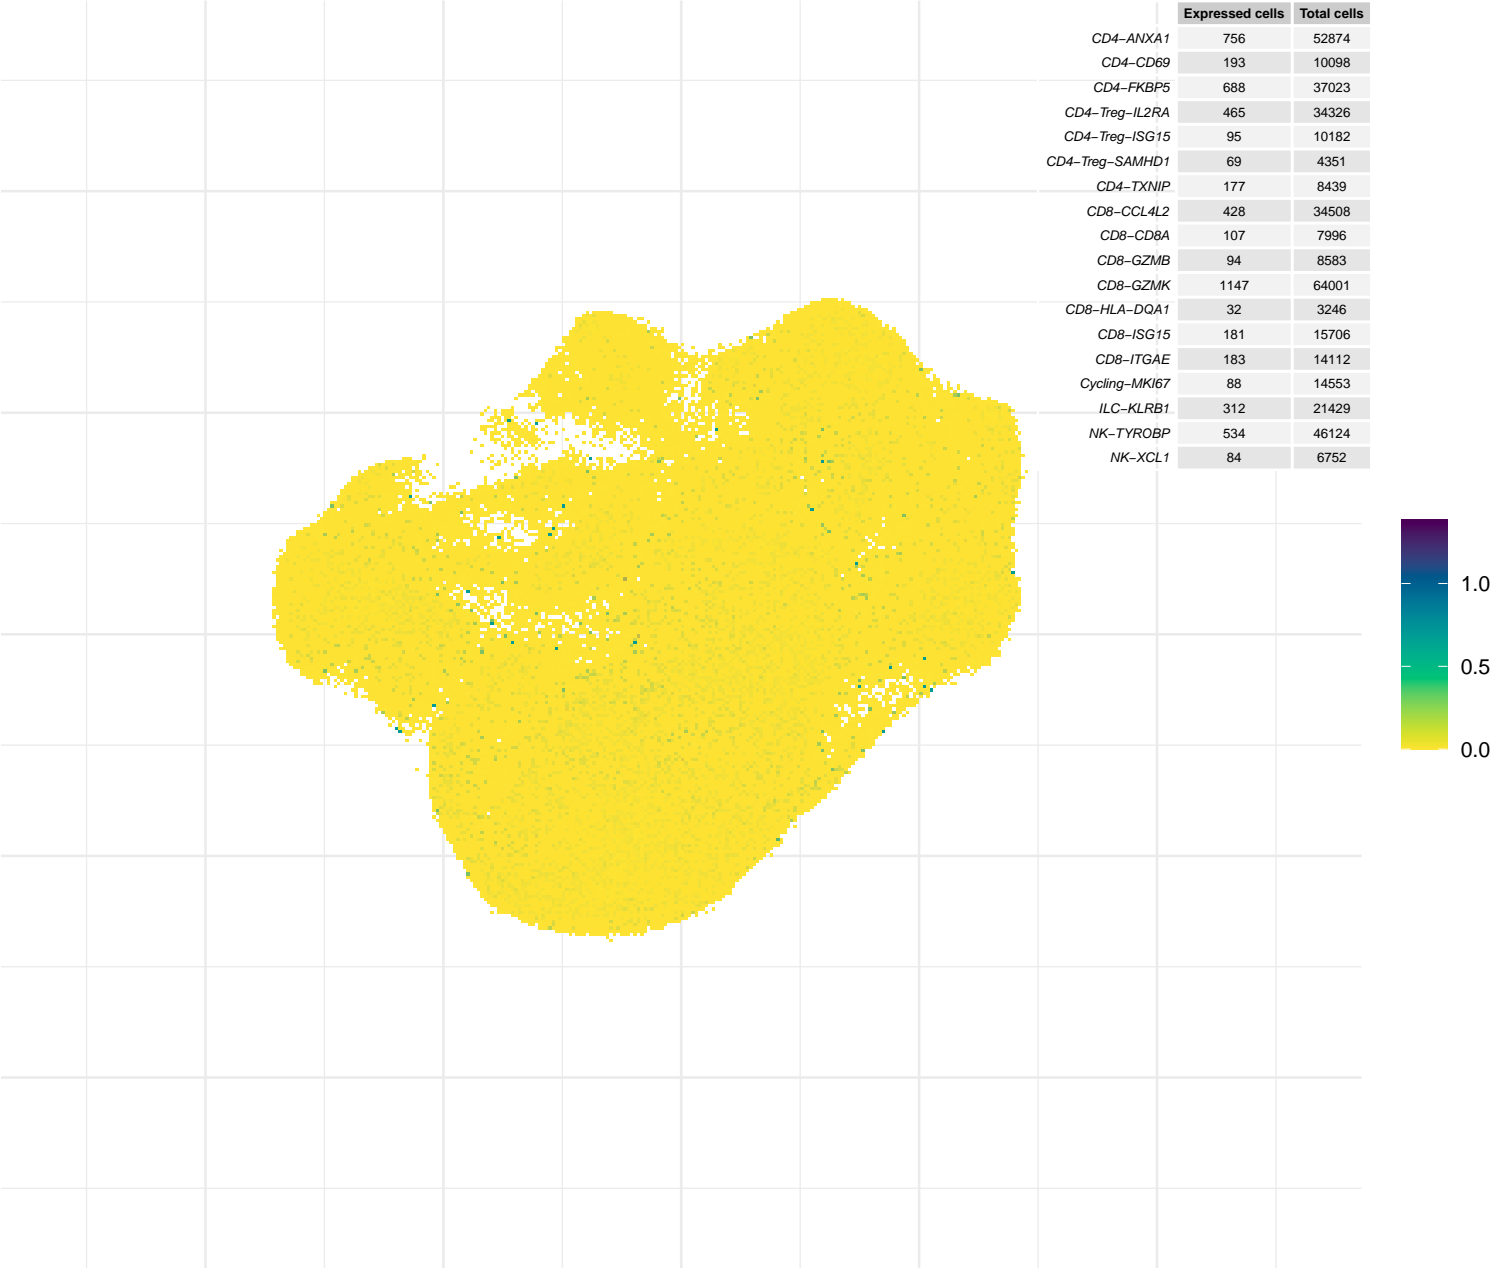 Expressed cells Total cells
CD4−ANXA1 756 52874
CD4−CD69 193 10098
CD4−FKBP5 688 37023
CD4−Treg−IL2RA 465 34326
CD4−Treg−ISG15 95 10182
CD4−Treg−SAMHD1 69 4351
CD4−TXNIP 177 8439
CD8−CCL4L2 428 34508
CD8−CD8A 107 7996
CD8−GZMB 94 8583
CD8−GZMK 1147 64001
CD8−HLA−DQA1 32 3246
CD8−ISG15 181 15706
CD8−ITGAE 183 14112
Cycling−MKI67 88 14553
ILC−KLRB1 312 21429
NK−TYROBP 534 46124
NK−XCL1 84 6752
1.0
0.5
0.0